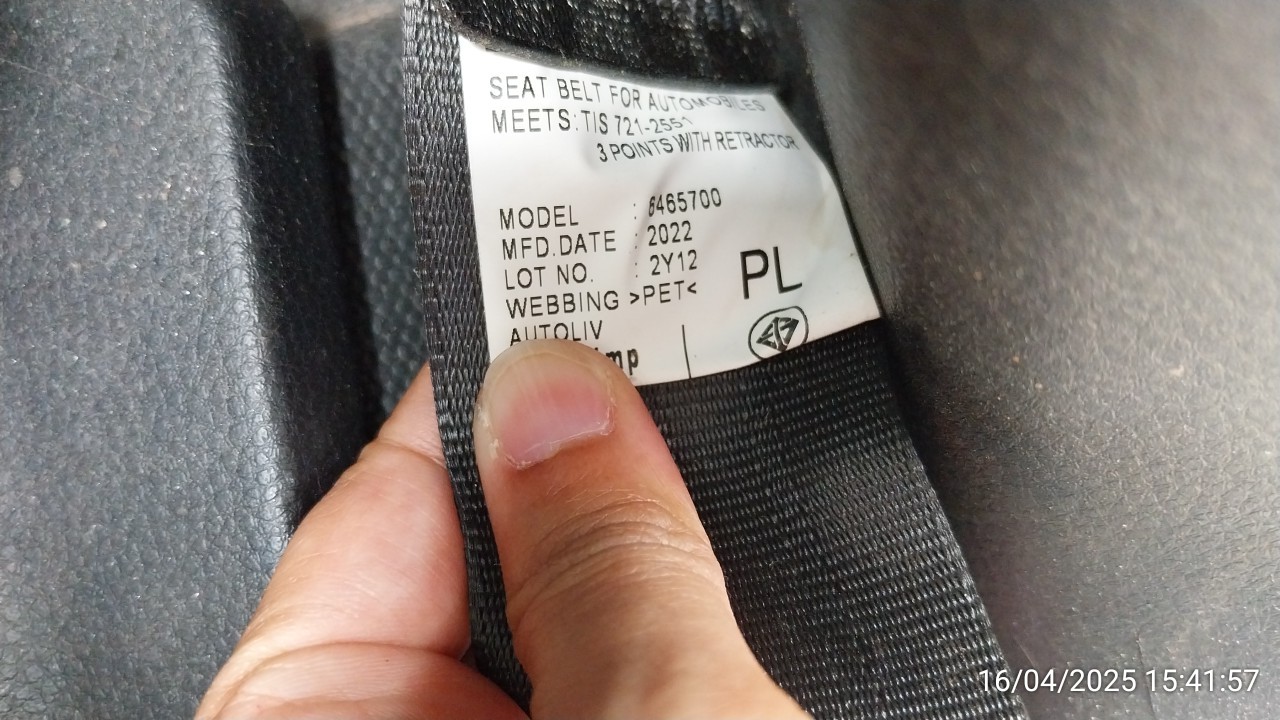 SEAT BELT FOR AUTOMOBILES
MEETS: TIS 721-2551
3 POINTS WITH RETRACTOR
MODEL : 6465700
MFD.DATE : 2022
LOT NO. : 2Y12
WEBBING >PET<
PL
AUTOLIV
16/04/2025 15:41:57